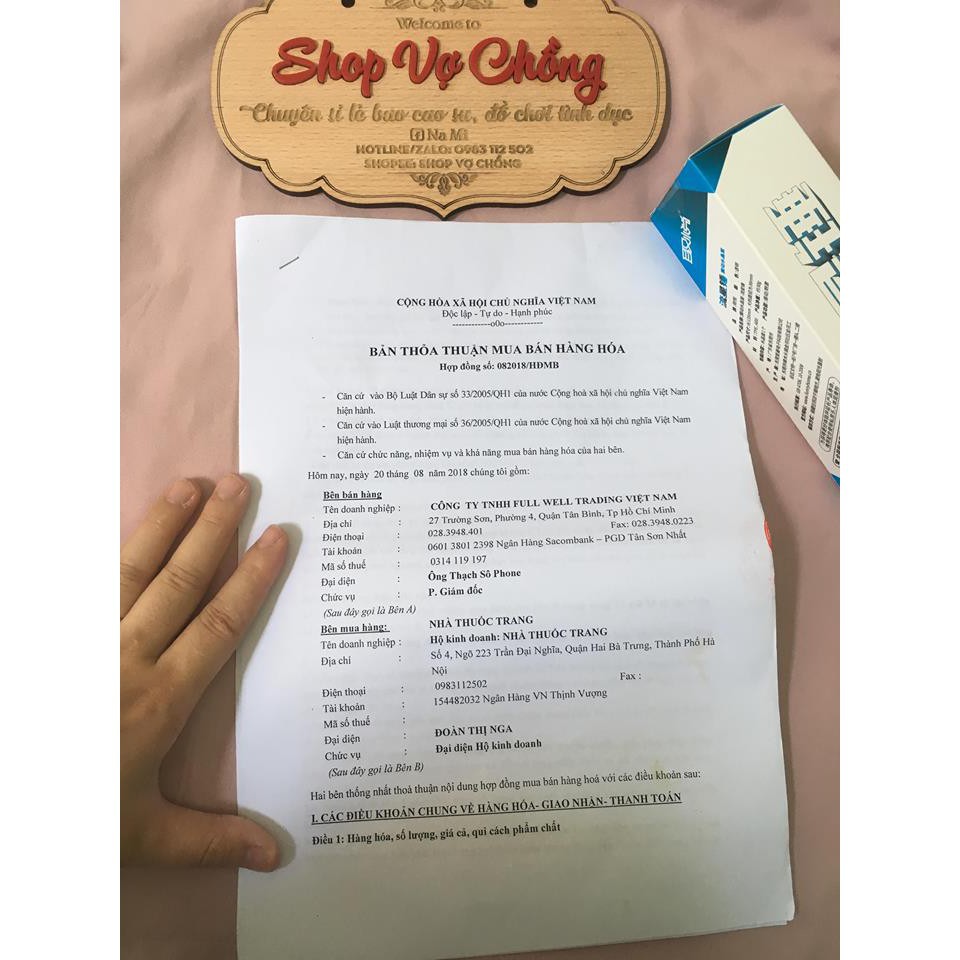 Welcome to
Shop Vợ Chồng
Chuyên sỉ lẻ bao cao su, đồ chơi tình dục
Na Mi
HOTLINE/ZALO: 0983 112 502
SHOPEE: SHOP VỢ CHỒNG
CỘNG HÒA XÃ HỘI CHỦ NGHĨA VIỆT NAM
Độc lập - Tự do - Hạnh phúc
------------o0o------------
BẢN THỎA THUẬN MUA BÁN HÀNG HÓA
Hợp đồng số: 082018/HĐMB
- Căn cứ vào Bộ Luật Dân sự số 33/2005/QH1 của nước Cộng hoà xã hội chủ nghĩa Việt Nam
hiện hành.
- Căn cứ vào Luật thương mại số 36/2005/QH1 của nước Cộng hoà xã hội chủ nghĩa Việt Nam
hiện hành.
- Căn cứ chức năng, nhiệm vụ và khả năng mua bán hàng hóa của hai bên.
Hôm nay, ngày 20 tháng 08 năm 2018 chúng tôi gồm:
Bên bán hàng
Tên doanh nghiệp : CÔNG TY TNHH FULL WELL TRADING VIỆT NAM
Địa chỉ : 27 Trường Sơn, Phường 4, Quận Tân Bình, Tp Hồ Chí Minh
Điện thoại : 028.3948.401 Fax: 028.3948.0223
Tài khoản : 0601 3801 2398 Ngân Hàng Sacombank – PGD Tân Sơn Nhất
Mã số thuế : 0314 119 197
Đại diện : Ông Thạch Sô Phone
Chức vụ : P. Giám đốc
(Sau đây gọi là Bên A)
Bên mua hàng: NHÀ THUỐC TRANG
Tên doanh nghiệp : Hộ kinh doanh: NHÀ THUỐC TRANG
Địa chỉ : Số 4, Ngõ 223 Trần Đại Nghĩa, Quận Hai Bà Trưng, Thành Phố Hà
Nội
Điện thoại : 0983112502 Fax :
Tài khoản : 154482032 Ngân Hàng VN Thịnh Vượng
Mã số thuế :
Đại diện : ĐOÀN THỊ NGA
Chức vụ : Đại diện Hộ kinh doanh
(Sau đây gọi là Bên B)
Hai bên thống nhất thoả thuận nội dung hợp đồng mua bán hàng hoá với các điều khoản sau:
I. CÁC ĐIỀU KHOẢN CHUNG VỀ HÀNG HÓA- GIAO NHẬN- THANH TOÁN
Điều 1: Hàng hóa, số lượng, giá cả, qui cách phẩm chất